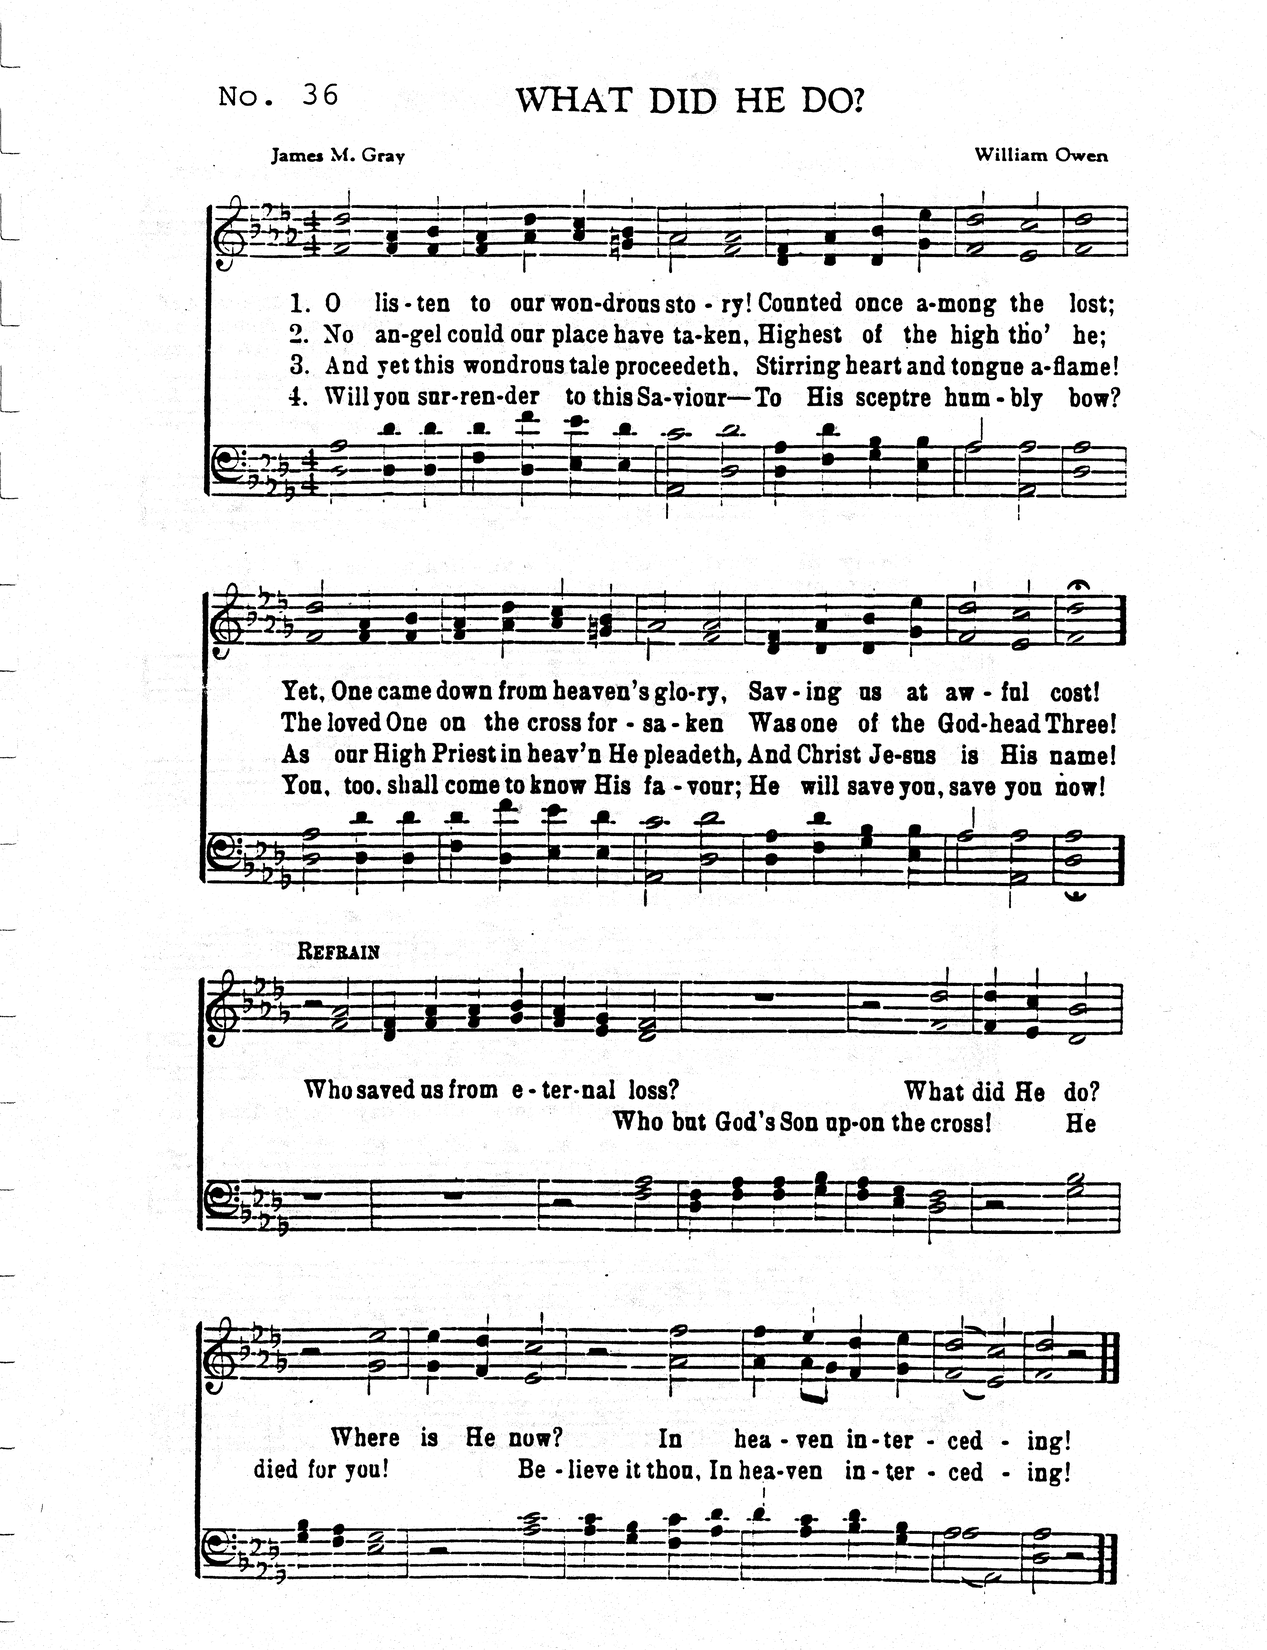 No. 36
WHAT DID HE DO?
James M. Gray
William Owen
1. O lis-ten to our won-drous sto-ry! Counted once a-mong the lost;
2. No an-gel could our place have ta-ken, Highest of the high tho' he;
3. And yet this wondrous tale proceedeth, Stirring heart and tongue a-flame!
4. Will you sur-ren-der to this Sa-viour—To His sceptre hum-bly bow?
Yet, One came down from heaven's glo-ry, Sav-ing us at aw-ful cost!
The loved One on the cross for-sa-ken Was one of the God-head Three!
As our High Priest in heav'n He pleadeth, And Christ Je-sus is His name!
You, too, shall come to know His fa-vour; He will save you, save you now!
REFRAIN
Who saved us from e-ter-nal loss? What did He do?
Who but God's Son up-on the cross! He
Where is He now? In hea-ven in-ter-ced-ing!
died for you! Be-lieve it thou, In hea-ven in-ter-ced-ing!